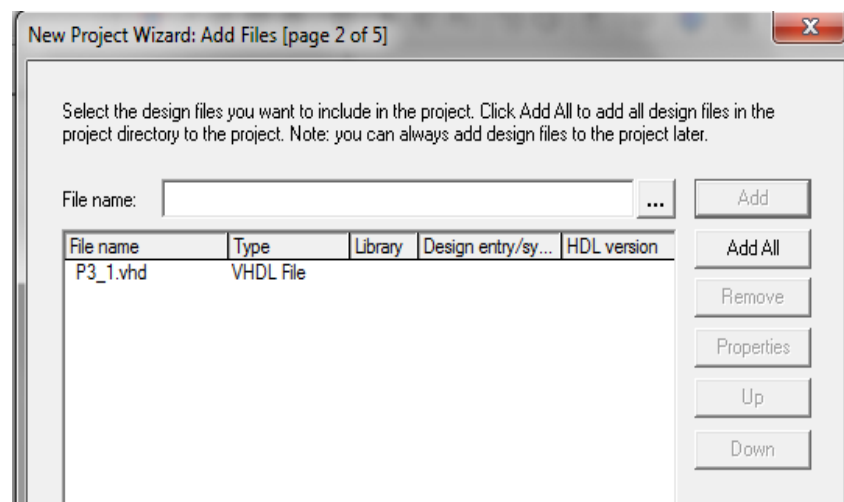 New Project Wizard: Add Files [page 2 of 5]
Select the design files you want to include in the project. Click Add All to add all design files in the
project directory to the project. Note: you can always add design files to the project later.
File name: ... Add
File name Type Library Design entry/sy... HDL version Add All
P3_1.vhd VHDL File
Remove
Properties
Up
Down